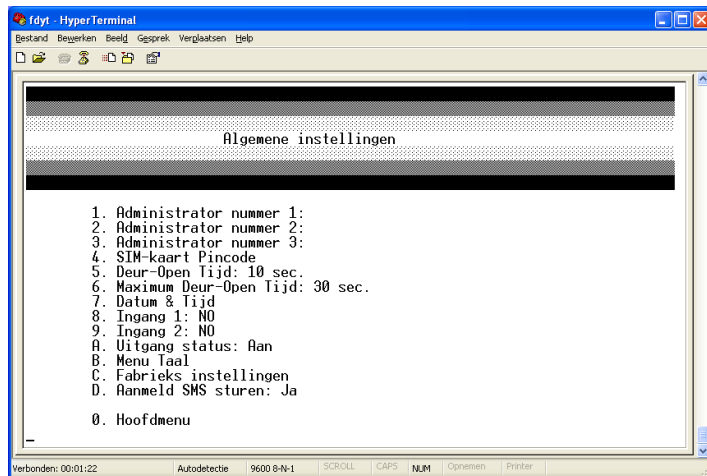 fdyt - HyperTerminal
Bestand Bewerken Beeld Gesprek Verplaatsen Help
Algemene instellingen
1. Administrator nummer 1:
2. Administrator nummer 2:
3. Administrator nummer 3:
4. SIM-kaart Pincode
5. Deur-Open Tijd: 10 sec.
6. Maximum Deur-Open Tijd: 30 sec.
7. Datum & Tijd
8. Ingang 1: NO
9. Ingang 2: NO
A. Uitgang status: Aan
B. Menu Taal
C. Fabrieks instellingen
D. Aanmeld SMS sturen: Ja
0. Hoofdmenu
Verbonden: 00:01:22 Autodetectie 9600 8-N-1 SCROLL CAPS NUM Opnemen Printer